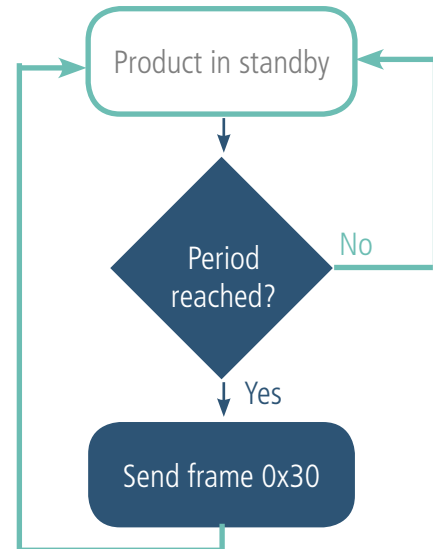 Product in standby
Period
reached?
No
Yes
Send frame 0x30